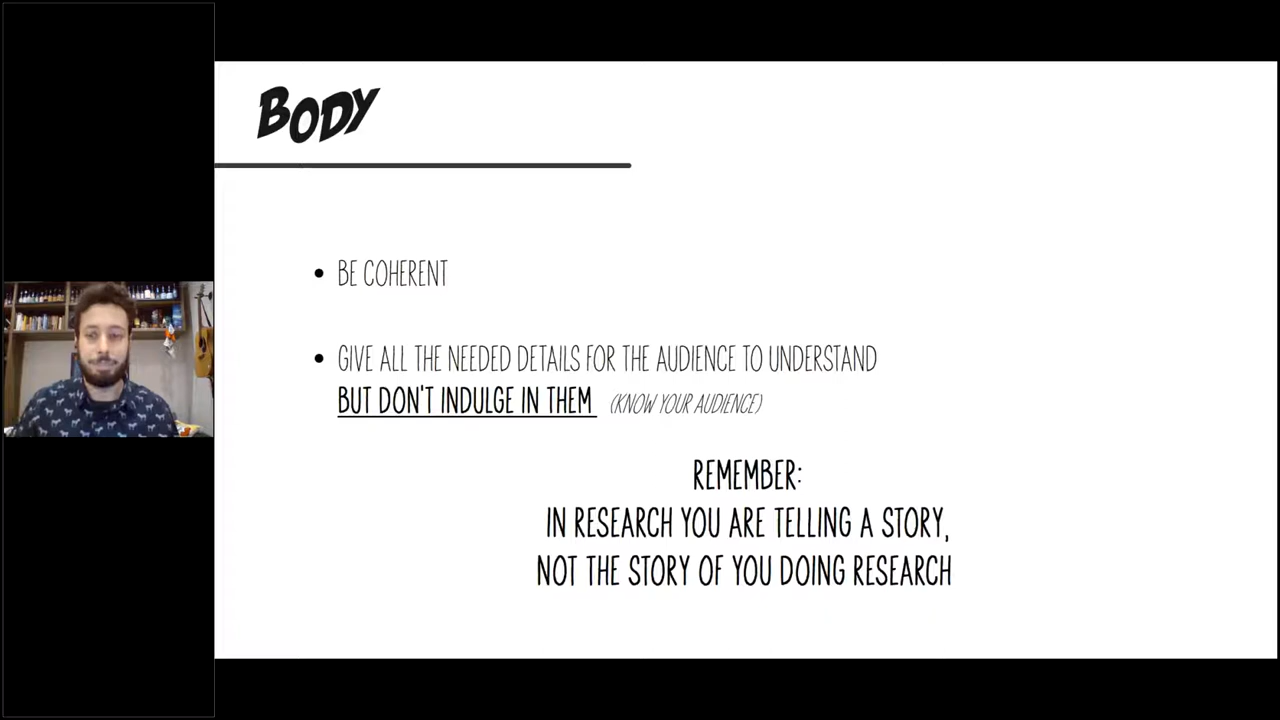 BODY
• BE COHERENT
• GIVE ALL THE NEEDED DETAILS FOR THE AUDIENCE TO UNDERSTAND
BUT DON'T INDULGE IN THEM (KNOW YOUR AUDIENCE)
REMEMBER:
IN RESEARCH YOU ARE TELLING A STORY,
NOT THE STORY OF YOU DOING RESEARCH